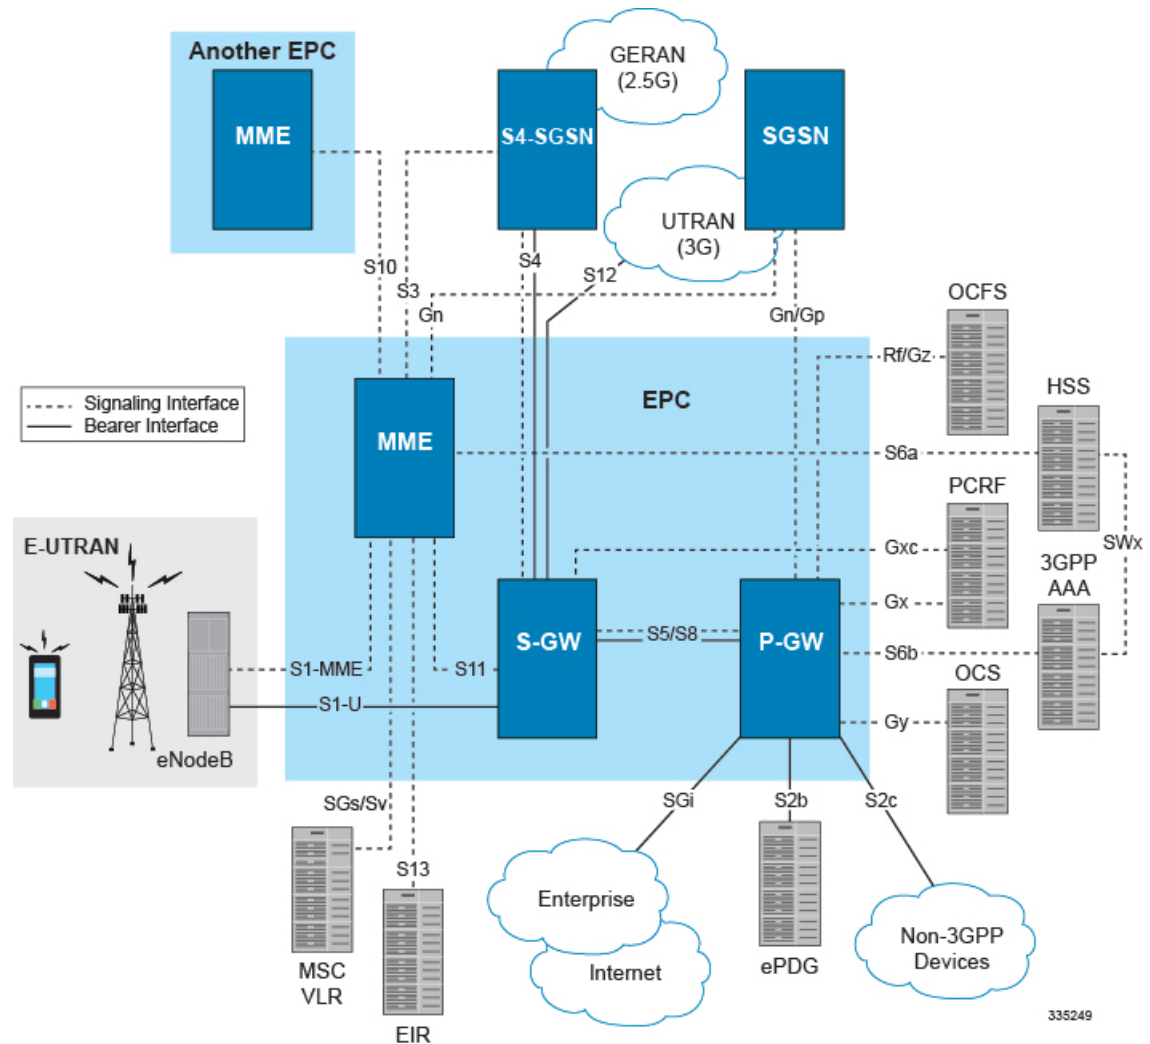 Another EPC
MME
S4-SGSN
GERAN
(2.5G)
SGSN
UTRAN
(3G)
S10
S3
S4
S12
Gn
Gn/Gp
OCFS
Rf/Gz
HSS
Signaling Interface
Bearer Interface
EPC
MME
S6a
PCRF
Gxc
SWx
3GPP
AAA
E-UTRAN
Gx
S-GW
S5/S8
P-GW
S6b
S1-MME
S11
OCS
S1-U
Gy
eNodeB
SGs/Sv
SGi
S2b
S2c
S13
Enterprise
Internet
ePDG
Non-3GPP
Devices
MSC
VLR
EIR
335249